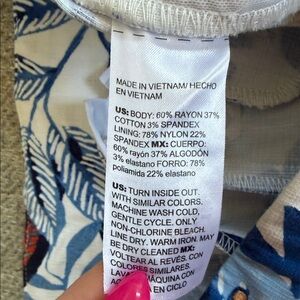 MADE IN VIETNAM/ HECHO
EN VIETNAM
US: BODY: 60% RAYON 37%
COTTON 3% SPANDEX
LINING: 78% NYLON 22%
SPANDEX MX: CUERPO:
60% rayón 37% ALGODÓN
3% elastano FORRO: 78%
poliamida 22% elastano
US: TURN INSIDE OUT.
WITH SIMILAR COLORS.
MACHINE WASH COLD,
GENTLE CYCLE. ONLY
NON-CHLORINE BLEACH.
LINE DRY. WARM IRON. MAY
BE DRY CLEANED MX:
VOLTEAR AL REVÉS. CON
COLORES SIMILARES.
MÁQUINA CON
EN CICLO